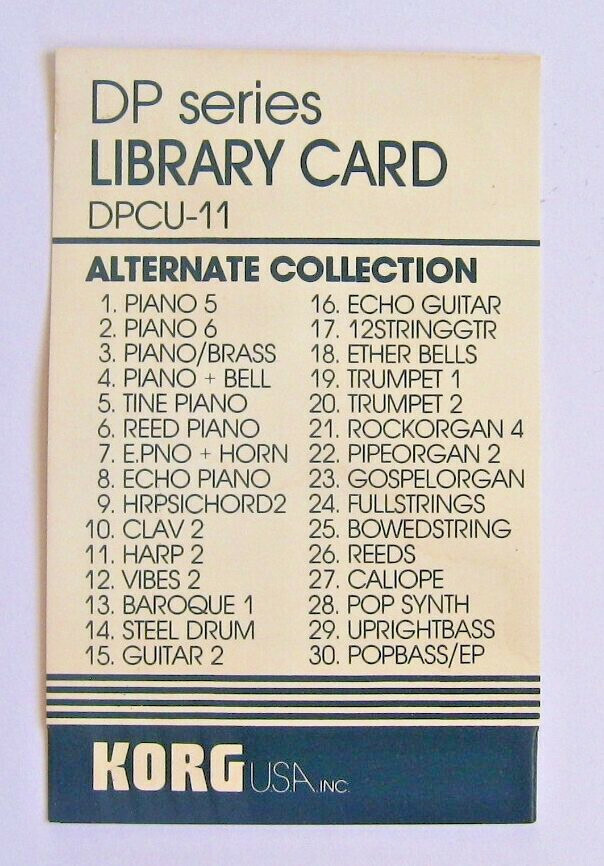 DP series
LIBRARY CARD
DPCU-11
ALTERNATE COLLECTION
1. PIANO 5
2. PIANO 6
3. PIANO/BRASS
4. PIANO + BELL
5. TINE PIANO
6. REED PIANO
7. E.PNO + HORN
8. ECHO PIANO
9. HRPSICHORD2
10. CLAV 2
11. HARP 2
12. VIBES 2
13. BAROQUE 1
14. STEEL DRUM
15. GUITAR 2
16. ECHO GUITAR
17. 12STRINGGTR
18. ETHER BELLS
19. TRUMPET 1
20. TRUMPET 2
21. ROCKORGAN 4
22. PIPEORGAN 2
23. GOSPELORGAN
24. FULLSTRINGS
25. BOWEDSTRING
26. REEDS
27. CALIOPE
28. POP SYNTH
29. UPRIGHTBASS
30. POPBASS/EP
KORG U.S.A. INC.